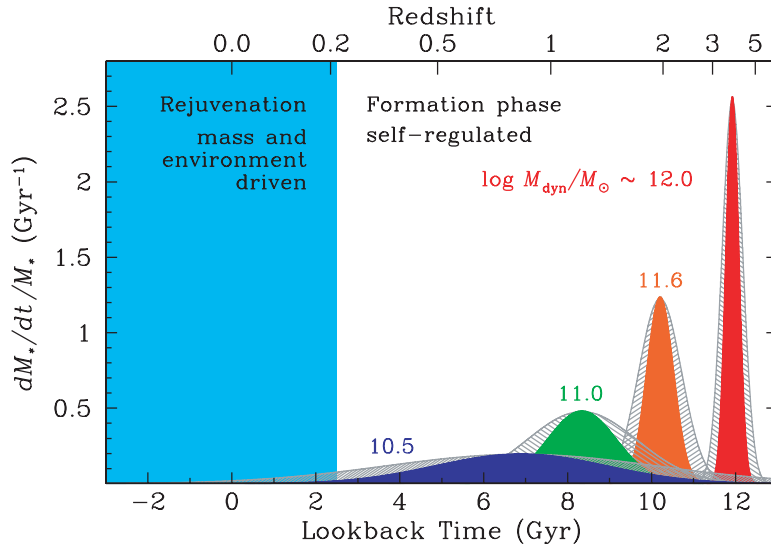 Redshift
0.0 0.2 0.5 1 2 3 5
Rejuvenation
mass and
environment
driven
Formation phase
self-regulated
log M_dyn/M_⊙ ~ 12.0
11.6
11.0
10.5
2.5
2
1.5
1
0.5
dM_*/dt/M_* (Gyr⁻¹)
−2 0 2 4 6 8 10 12
Lookback Time (Gyr)